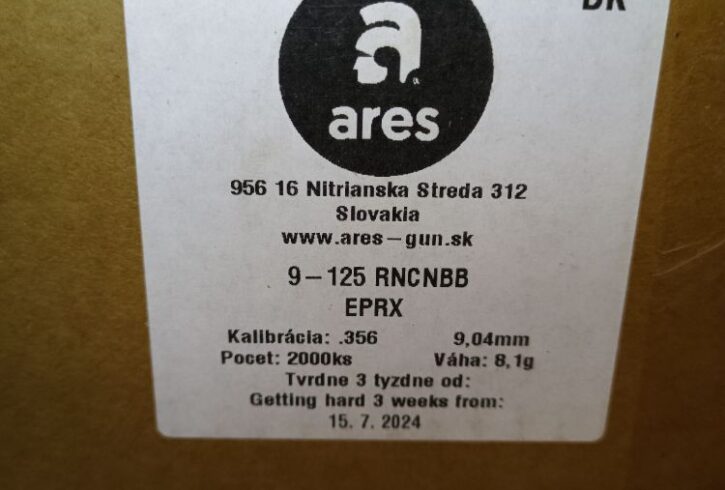 ares
956 16 Nitrianska Streda 312
Slovakia
www.ares-gun.sk
9-125 RNCNBB
EPRX
Kalibrácia: .356 9,04mm
Pocet: 2000ks Váha: 8,1g
Tvrdne 3 tyzdne od:
Getting hard 3 weeks from:
15. 7. 2024